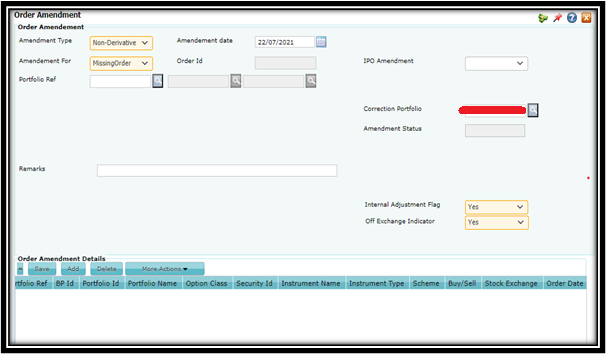 Order Amendment
Order Amendement
Amendment Type Non-Derivative Amendement date 22/07/2021
Amendement For MissingOrder Order Id IPO Amendment
Portfolio Ref
Correction Portfolio
Amendment Status
Remarks
Internal Adjustment Flag Yes
Off Exchange Indicator Yes
Order Amendment Details
Save Add Delete More Actions
rtfolio Ref BP Id Portfolio Id Portfolio Name Option Class Security Id Instrument Name Instrument Type Scheme Buy/Sell Stock Exchange Order Date